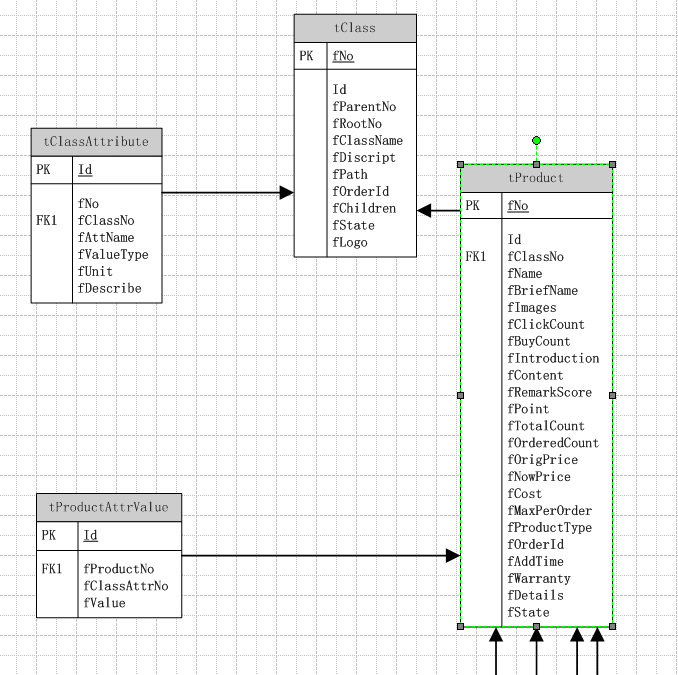 tClass
PK fNo
Id
fParentNo
fRootNo
fClassName
fDiscript
fPath
fOrderId
fChildren
fState
fLogo
tClassAttribute
PK Id
fNo
FK1 fClassNo
fAttName
fValueType
fUnit
fDescribe
tProduct
PK fNo
Id
FK1 fClassNo
fName
fBriefName
fImages
fClickCount
fBuyCount
fIntroduction
fContent
fRemarkScore
fPoint
fTotalCount
fOrderedCount
fOrigPrice
fNowPrice
fCost
fMaxPerOrder
fProductType
fOrderId
fAddTime
fWarranty
fDetails
fState
tProductAttrValue
PK Id
FK1 fProductNo
fClassAttrNo
fValue